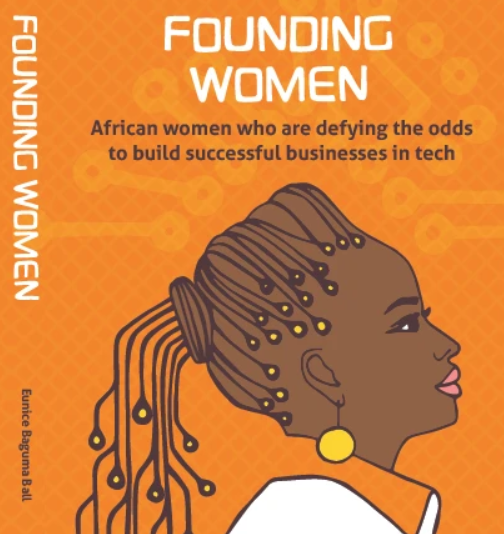 FOUNDING WOMEN
Eunice Baguma Ball
FOUNDING
WOMEN
African women who are defying the odds
to build successful businesses in tech